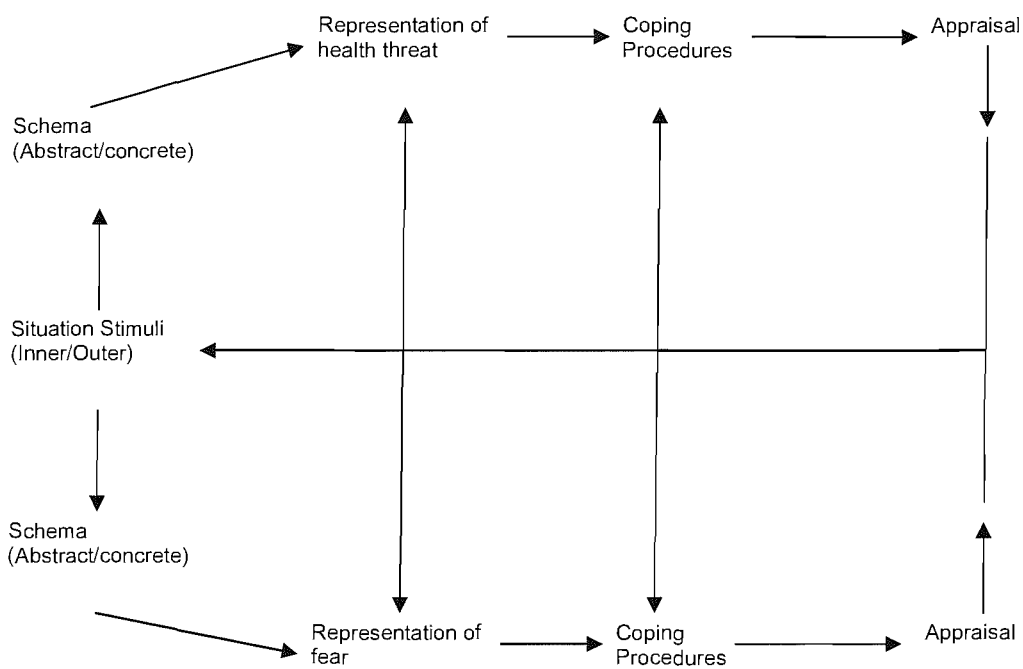 Representation of
health threat
Coping
Procedures
Appraisal
Schema
(Abstract/concrete)
Situation Stimuli
(Inner/Outer)
Schema
(Abstract/concrete)
Representation of
fear
Coping
Procedures
Appraisal